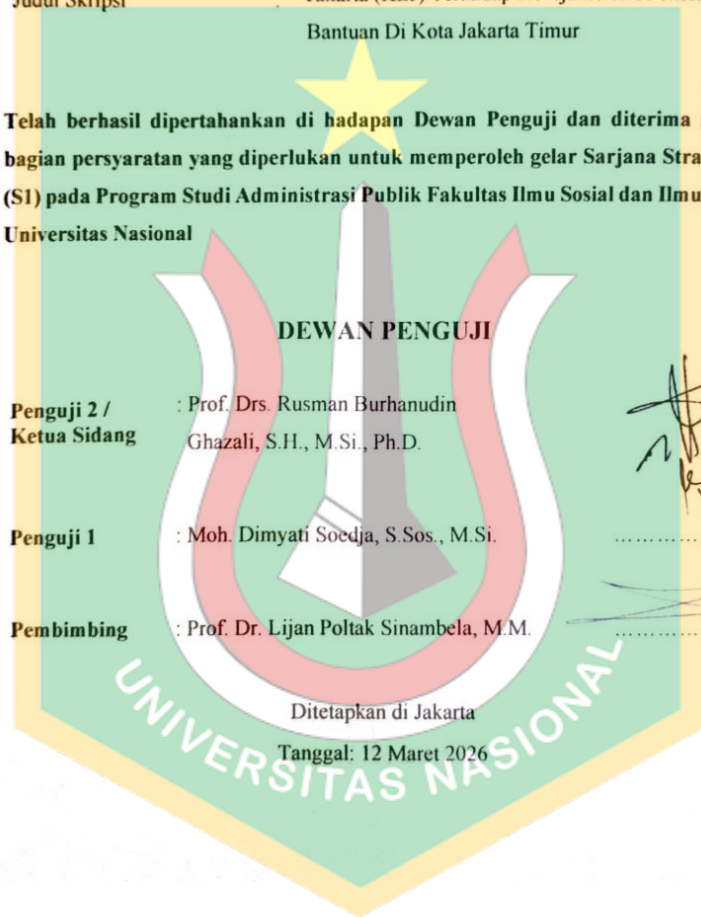 Judul Skripsi :
Bantuan Di Kota Jakarta Timur
Telah berhasil dipertahankan di hadapan Dewan Penguji dan diterima
bagian persyaratan yang diperlukan untuk memperoleh gelar Sarjana Stra
(S1) pada Program Studi Administrasi Publik Fakultas Ilmu Sosial dan Ilmu
Universitas Nasional
DEWAN PENGUJI
Penguji 2 / : Prof. Drs. Rusman Burhanudin
Ketua Sidang Ghazali, S.H., M.Si., Ph.D.
Penguji 1 : Moh. Dimyati Soedja, S.Sos., M.Si. ..........
Pembimbing : Prof. Dr. Lijan Poltak Sinambela, M.M. ..........
Ditetapkan di Jakarta
Tanggal: 12 Maret 2026
UNIVERSITAS NASIONAL